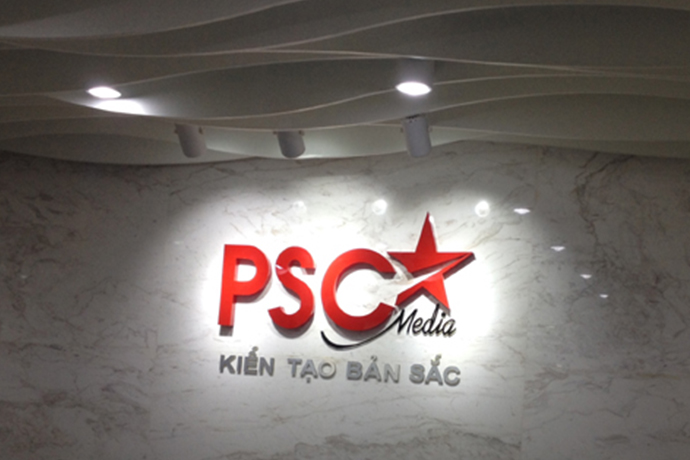 PSC
Media
KIẾN TẠO BẢN SẮC